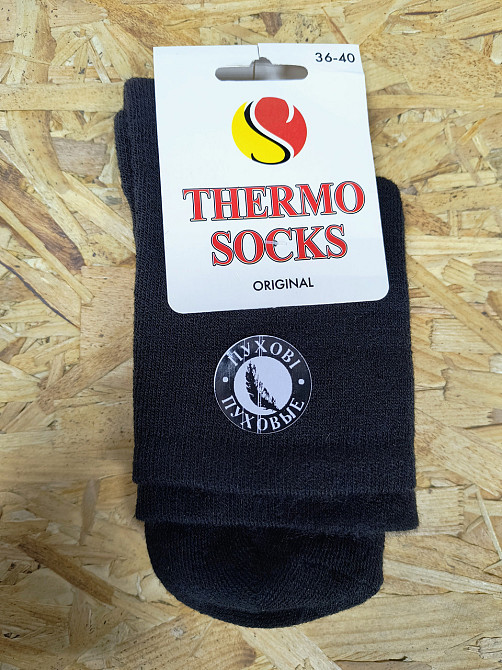 36-40
THERMO
SOCKS
ORIGINAL
ПУХОВІ
ПУХОВЫЕ